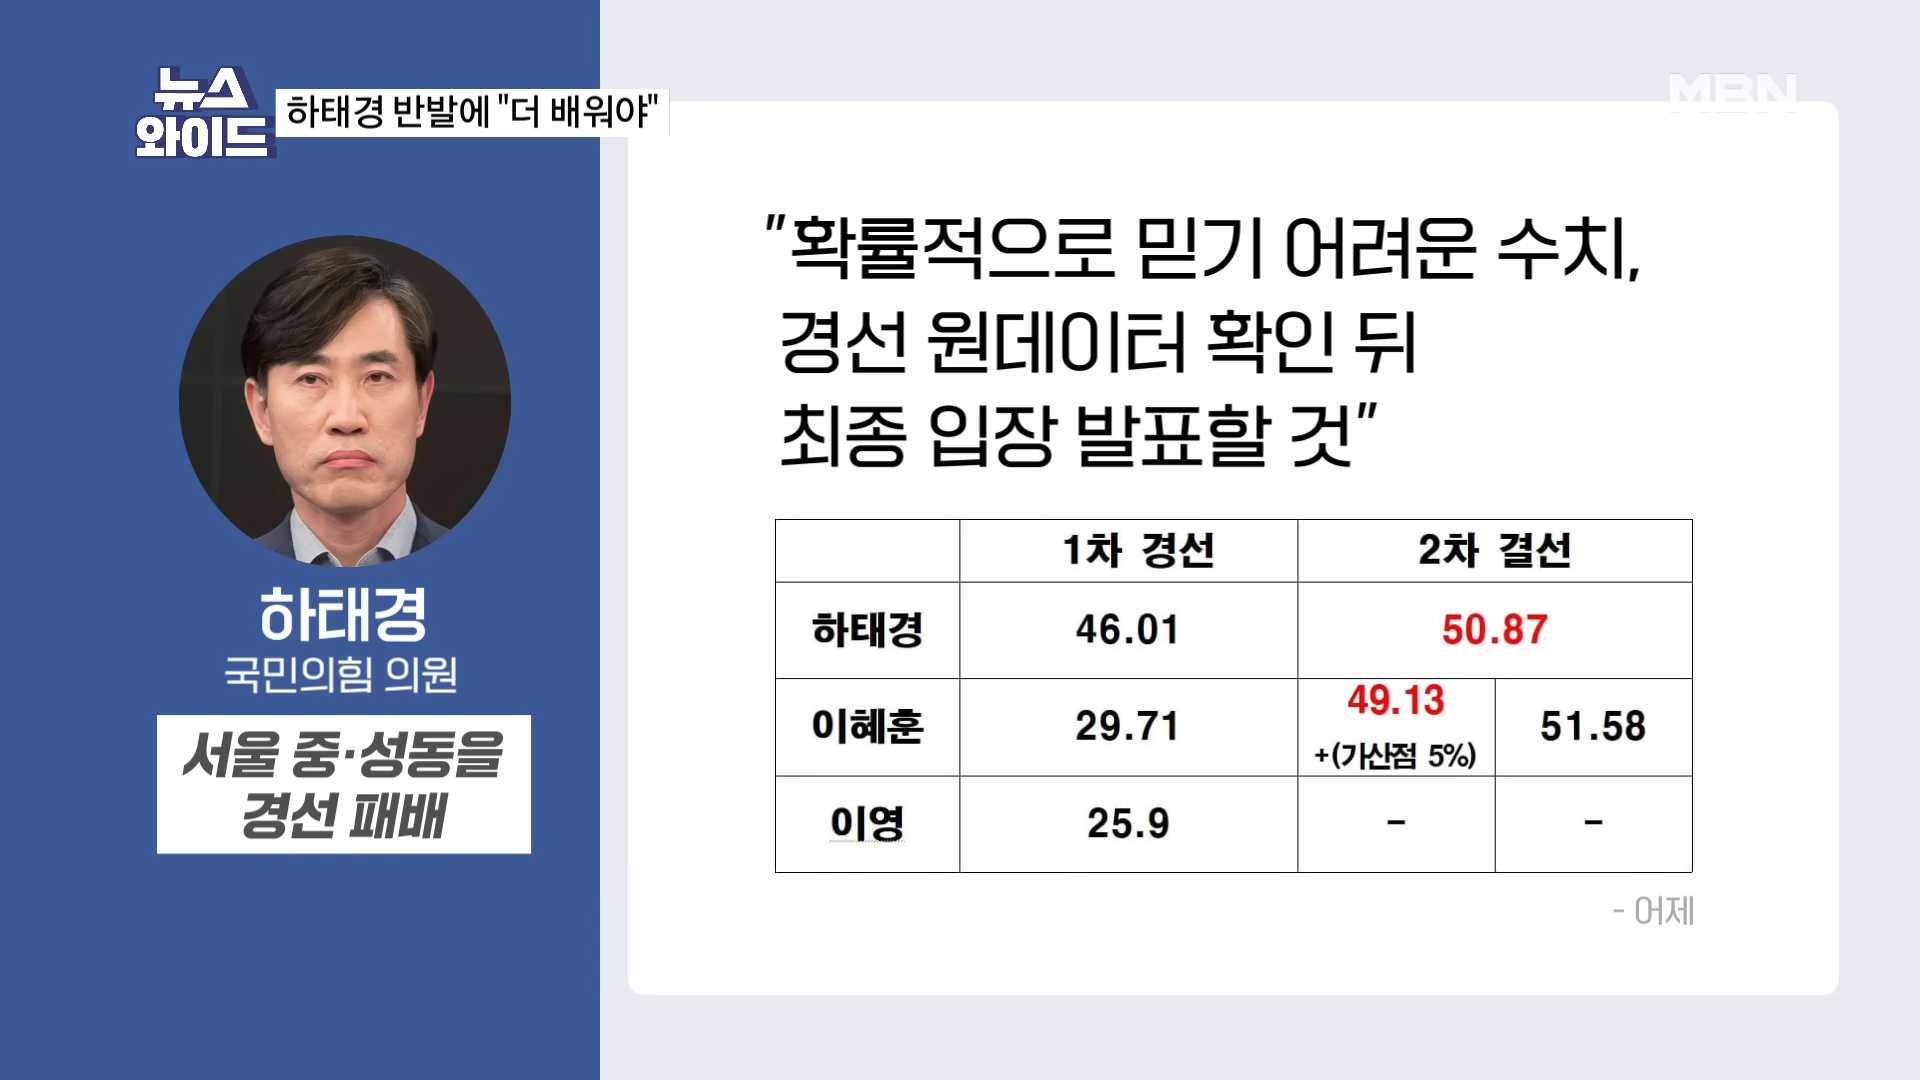 뉴스
와이드
하태경 반발에 "더 배워야"
MBN
"확률적으로 믿기 어려운 수치,
경선 원데이터 확인 뒤
최종 입장 발표할 것"
하태경
국민의힘 의원
서울 중·성동을
경선 패배
1차 경선 2차 결선
하태경 46.01 50.87
이혜훈 29.71 49.13 +(가산점 5%) 51.58
이영 25.9 - -
- 어제